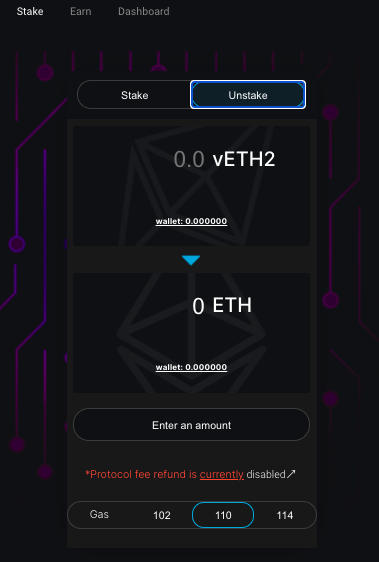 Stake Earn Dashboard
Stake Unstake
0.0 vETH2
wallet: 0.000000
0 ETH
wallet: 0.000000
Enter an amount
*Protocol fee refund is currently disabled↗
Gas 102 110 114